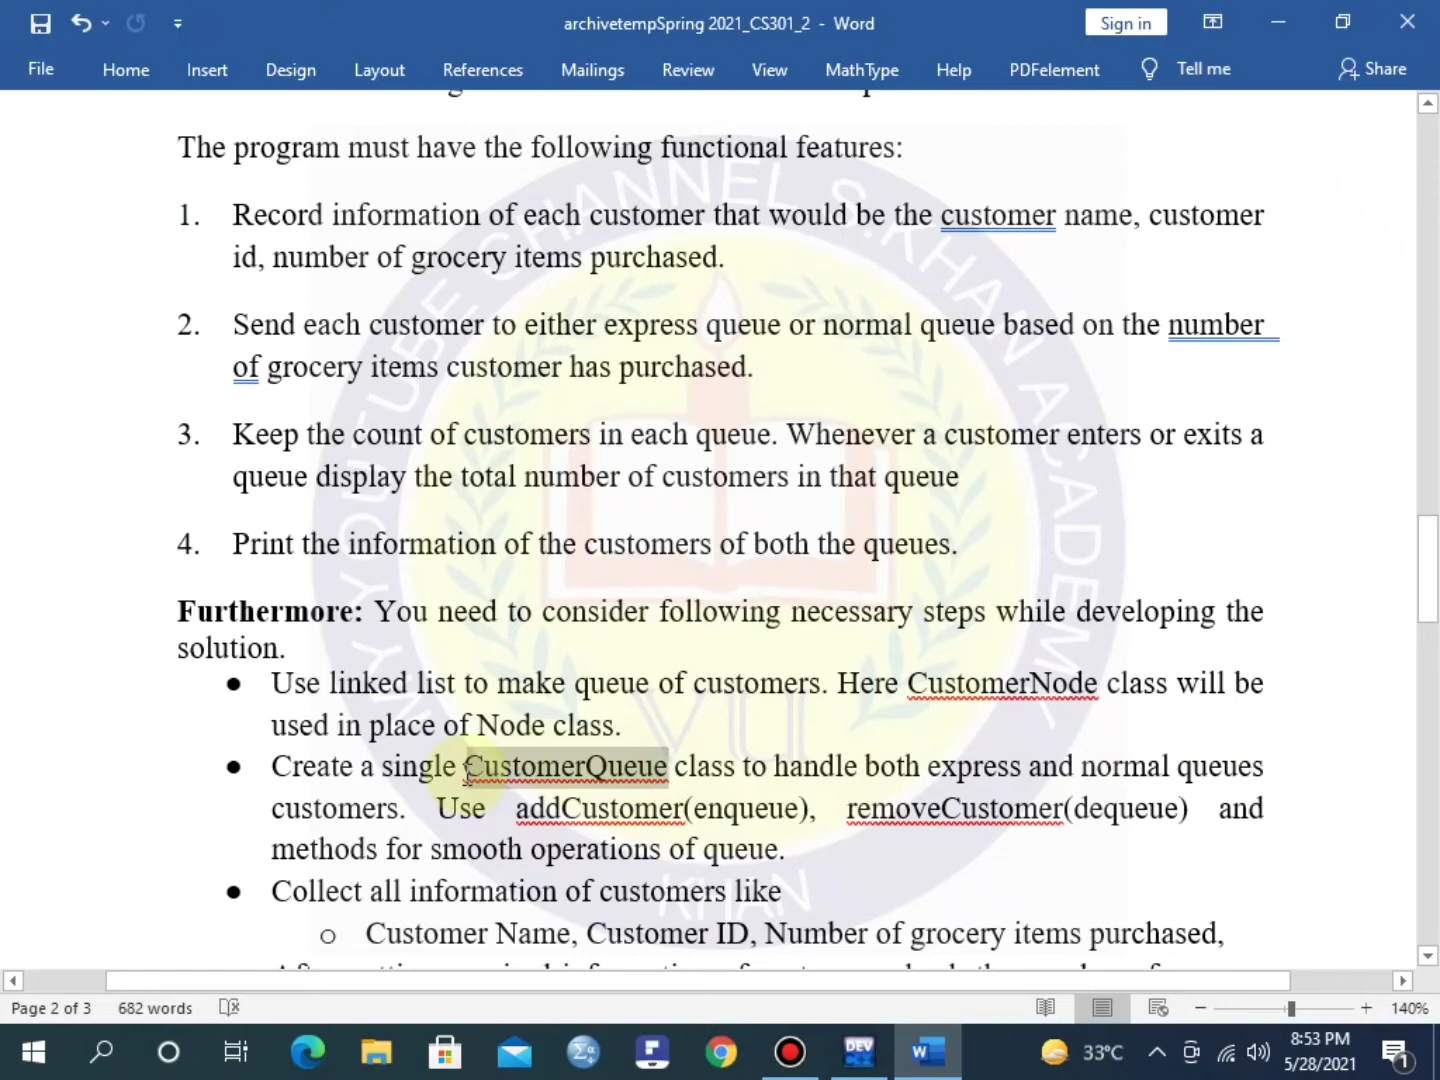 archivetempSpring 2021_CS301_2 - Word
Sign in
File Home Insert Design Layout References Mailings Review View MathType Help PDFelement Tell me Share
The program must have the following functional features:
1. Record information of each customer that would be the customer name, customer
id, number of grocery items purchased.
2. Send each customer to either express queue or normal queue based on the number
of grocery items customer has purchased.
3. Keep the count of customers in each queue. Whenever a customer enters or exits a
queue display the total number of customers in that queue
4. Print the information of the customers of both the queues.
Furthermore: You need to consider following necessary steps while developing the
solution.
● Use linked list to make queue of customers. Here CustomerNode class will be
used in place of Node class.
● Create a single CustomerQueue class to handle both express and normal queues
customers. Use addCustomer(enqueue), removeCustomer(dequeue) and
methods for smooth operations of queue.
● Collect all information of customers like
o Customer Name, Customer ID, Number of grocery items purchased,
MY YOUTUBE CHANNEL S.KHAN ACADEMY
VU
KHAN
Page 2 of 3 682 words 140%
DEV
33°C
8:53 PM
5/28/2021
1